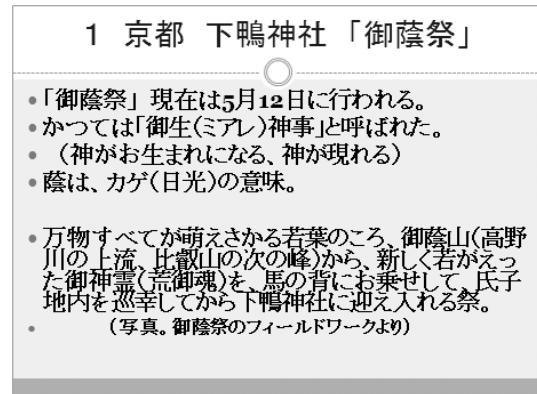 1 京都 下鴨神社 「御蔭祭」
•「御蔭祭」現在は5月12日に行われる。
•かつては「御生(ミアレ)神事」と呼ばれた。
• (神がお生まれになる、神が現れる)
•蔭は、カゲ(日光)の意味。
•万物すべてが萌えさかる若葉のころ、御蔭山(高野
川の上流、比叡山の次の峰)から、新しく若がえっ
た御神霊(荒御魂)を、馬の背にお乗せして、氏子
地内を巡幸してから下鴨神社に迎え入れる祭。
• (写真。御蔭祭のフィールドワークより)